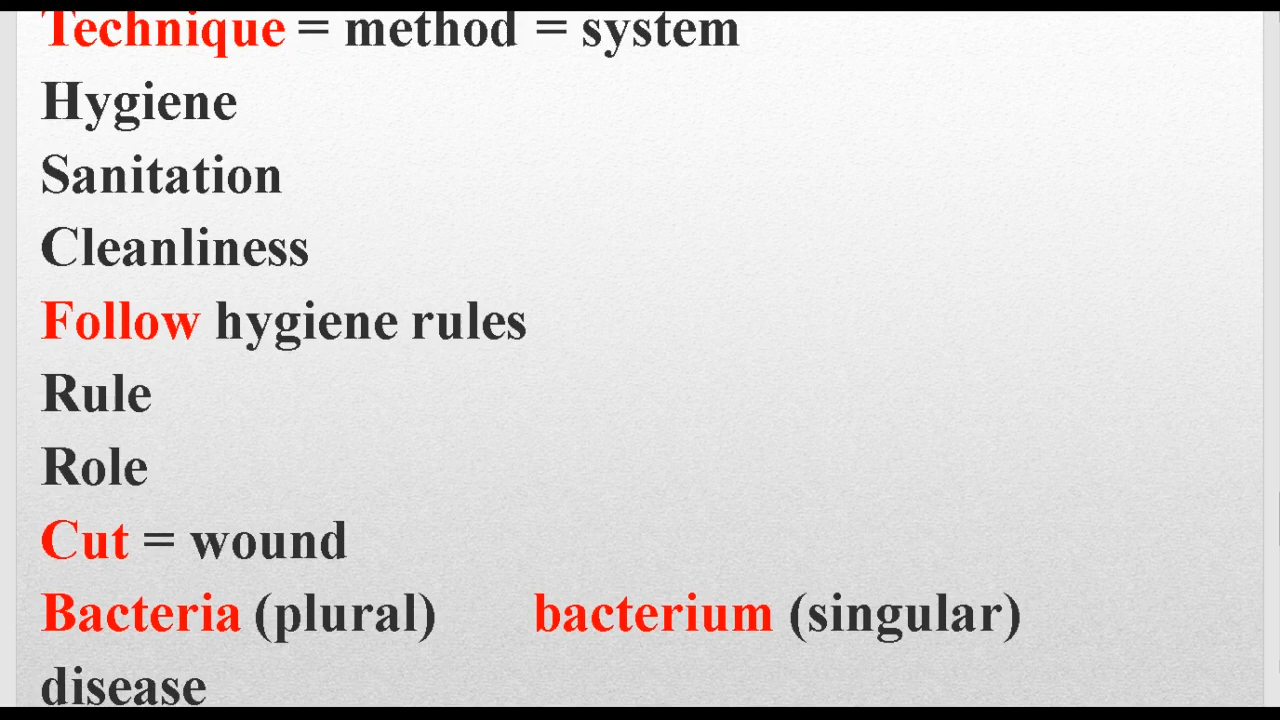 Technique = method = system
Hygiene
Sanitation
Cleanliness
Follow hygiene rules
Rule
Role
Cut = wound
Bacteria (plural) bacterium (singular)
disease